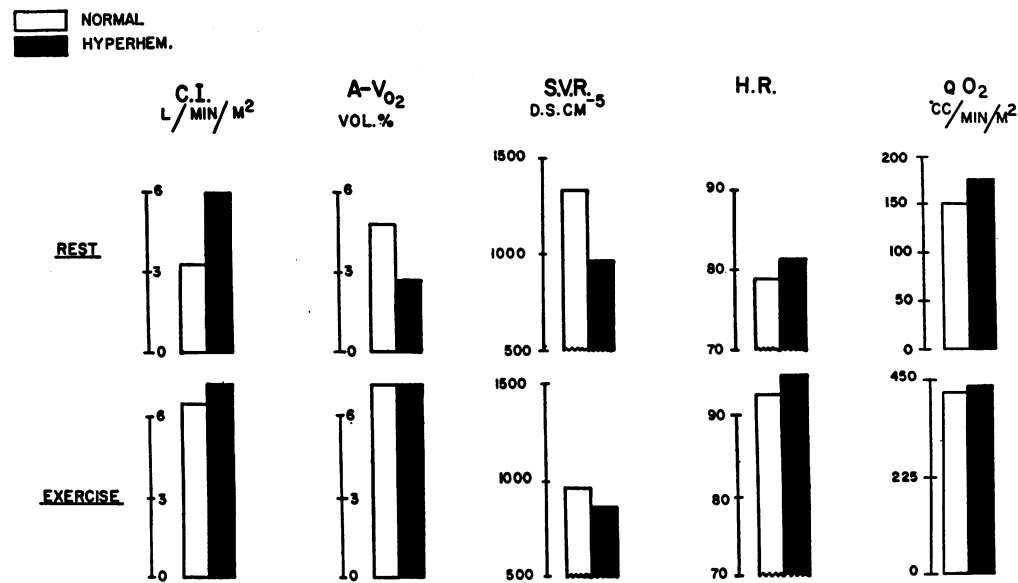 NORMAL
HYPERHEM.
C.I.
L/MIN/M²
A-V₀₂
VOL.%
S.V.R.
D.S.CM⁻⁵
H.R.
Q O₂
CC/MIN/M²
REST
6
3
0
6
3
0
1500
1000
500
90
80
70
200
150
100
50
0
EXERCISE
6
3
0
6
3
0
1500
1000
500
90
80
70
450
225
0